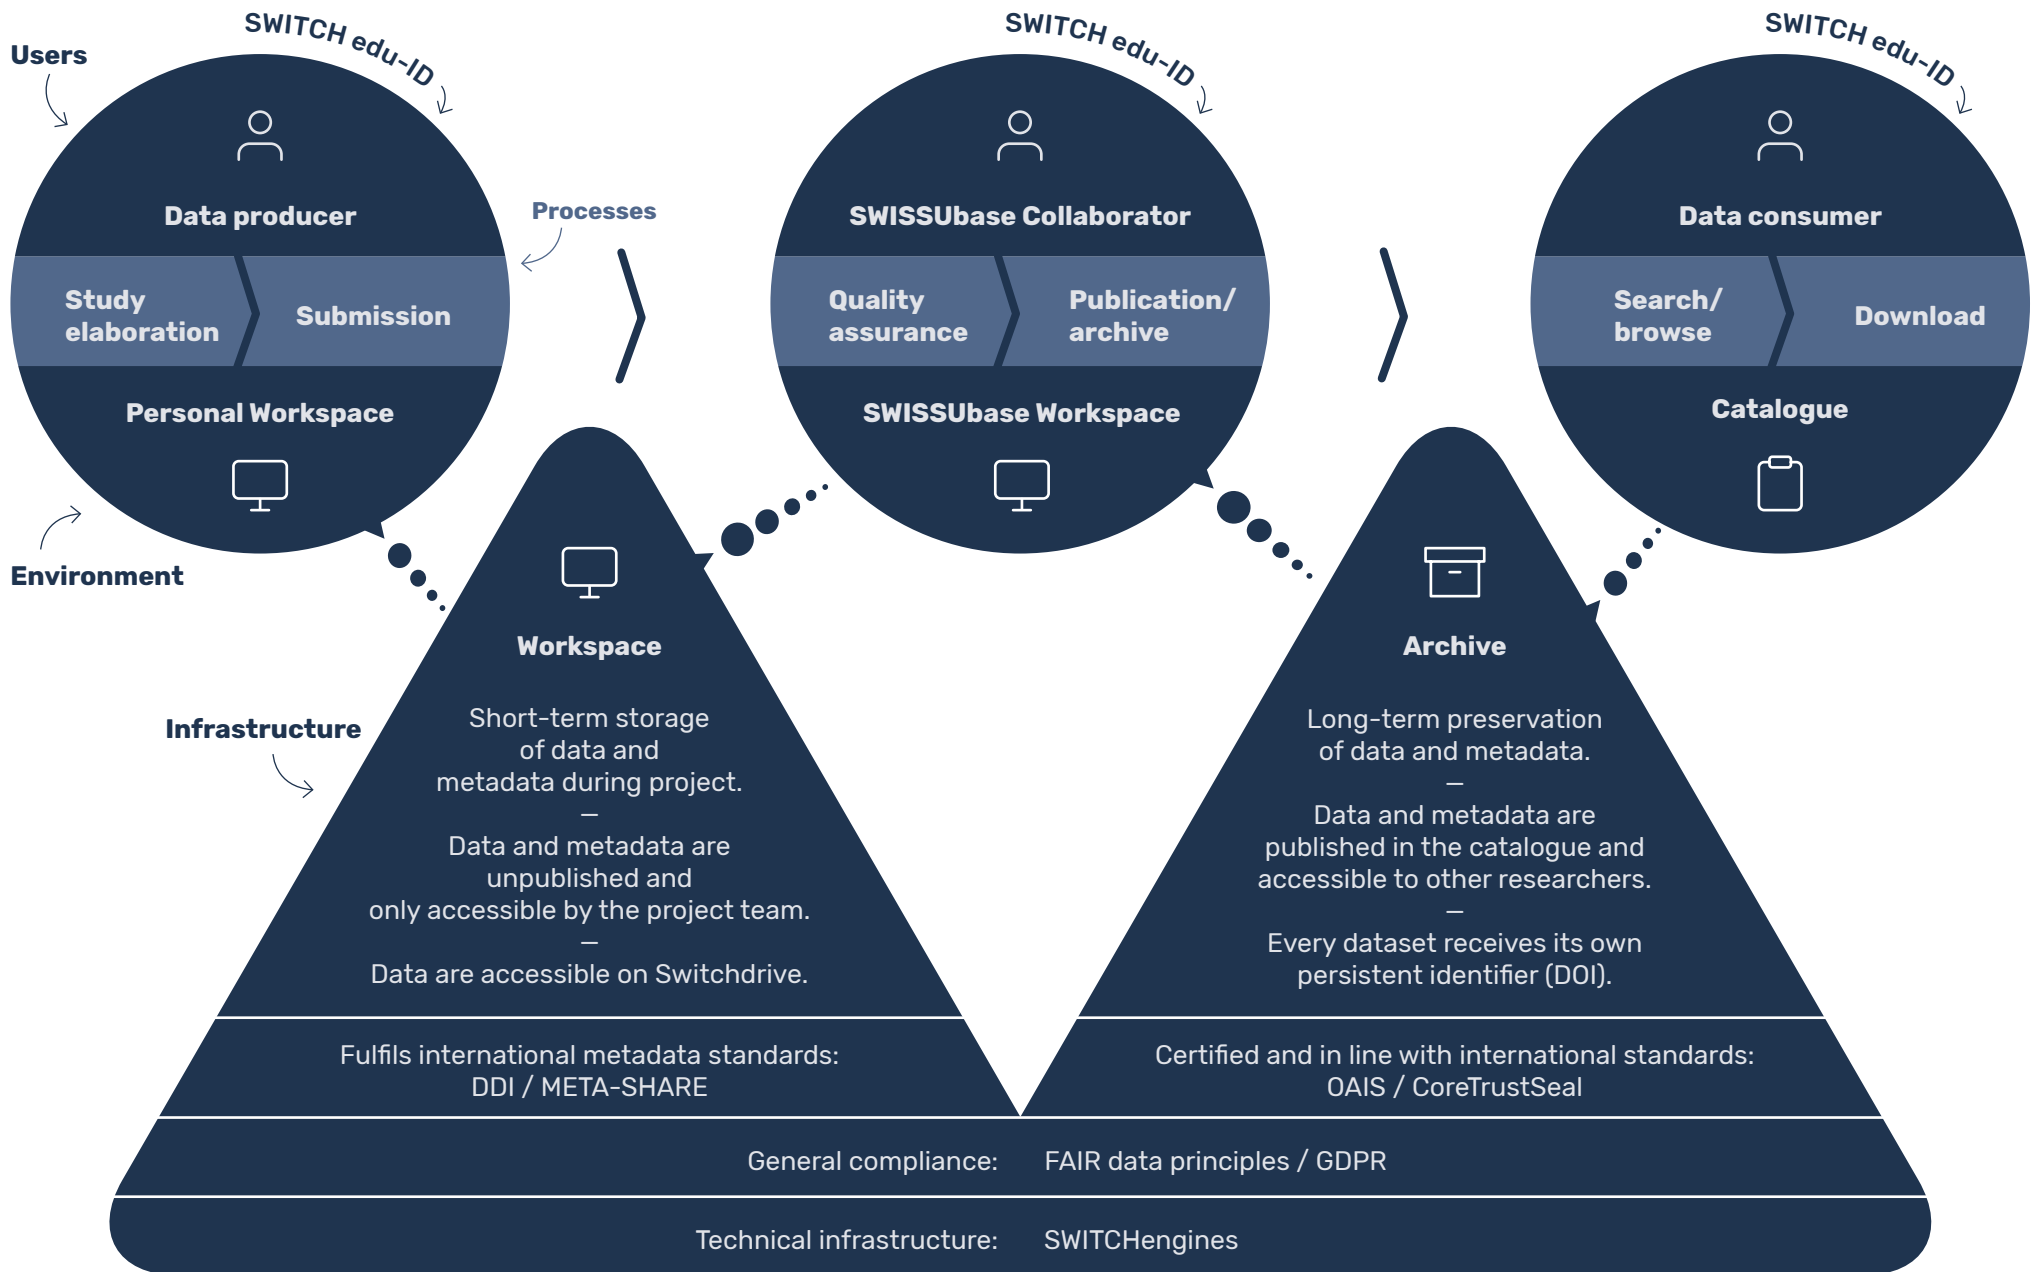 Users
SWITCH edu-ID
Data producer
Processes
Study
elaboration
Submission
Personal Workspace
Environment
SWITCH edu-ID
SWISSUbase Collaborator
Quality
assurance
Publication/
archive
SWISSUbase Workspace
SWITCH edu-ID
Data consumer
Search/
browse
Download
Catalogue
Infrastructure
Workspace
Short-term storage
of data and
metadata during project.
—
Data and metadata are
unpublished and
only accessible by the project team.
—
Data are accessible on Switchdrive.
Fulfils international metadata standards:
DDI / META-SHARE
Archive
Long-term preservation
of data and metadata.
—
Data and metadata are
published in the catalogue and
accessible to other researchers.
—
Every dataset receives its own
persistent identifier (DOI).
Certified and in line with international standards:
OAIS / CoreTrustSeal
General compliance: FAIR data principles / GDPR
Technical infrastructure: SWITCHengines